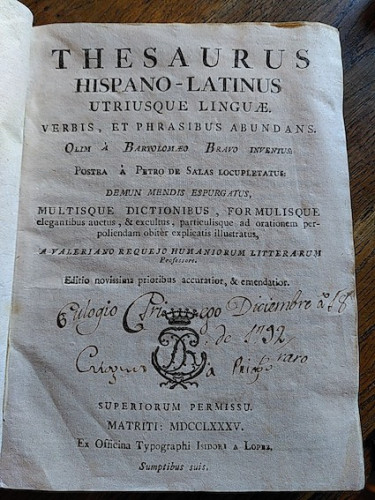 THESAURUS
HISPANO-LATINUS
UTRIUSQUE LINGUÆ.
VERBIS, ET PHRASIBUS ABUNDANS.
OLIM À BARTOLOMÆO BRAVO INVENTUS:
POSTEA À PETRO DE SALAS LOCUPLETATUS:
DEMUM MENDIS ESPURGATUS,
MULTISQUE DICTIONIBUS, FORMULISQUE
elegantibus auctus, & excultus, particulisque ad orationem per-
poliendam obitèr explicatis illustratus,
A VALERIANO REQUEJO HUMANIORUM LITTERARUM
Professore.
Editio novissima prioribus accuratior, & emendatior.
Eulogio Diciembre
de 1792
SUPERIORUM PERMISSU.
MATRITI: MDCCLXXXV.
Ex Officina Typographi ISIDORI A LOPEZ.
Sumptibus suit.